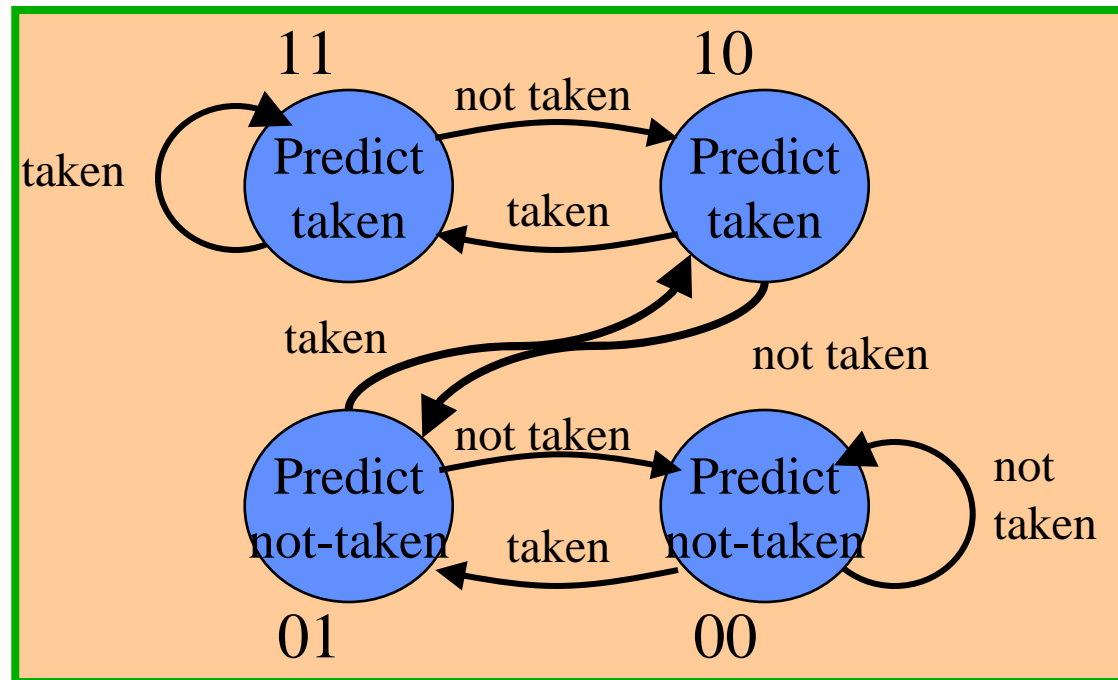 11
10
not taken
Predict
taken
Predict
taken
taken
taken
taken
not taken
not taken
Predict
not-taken
Predict
not-taken
not
taken
taken
01
00